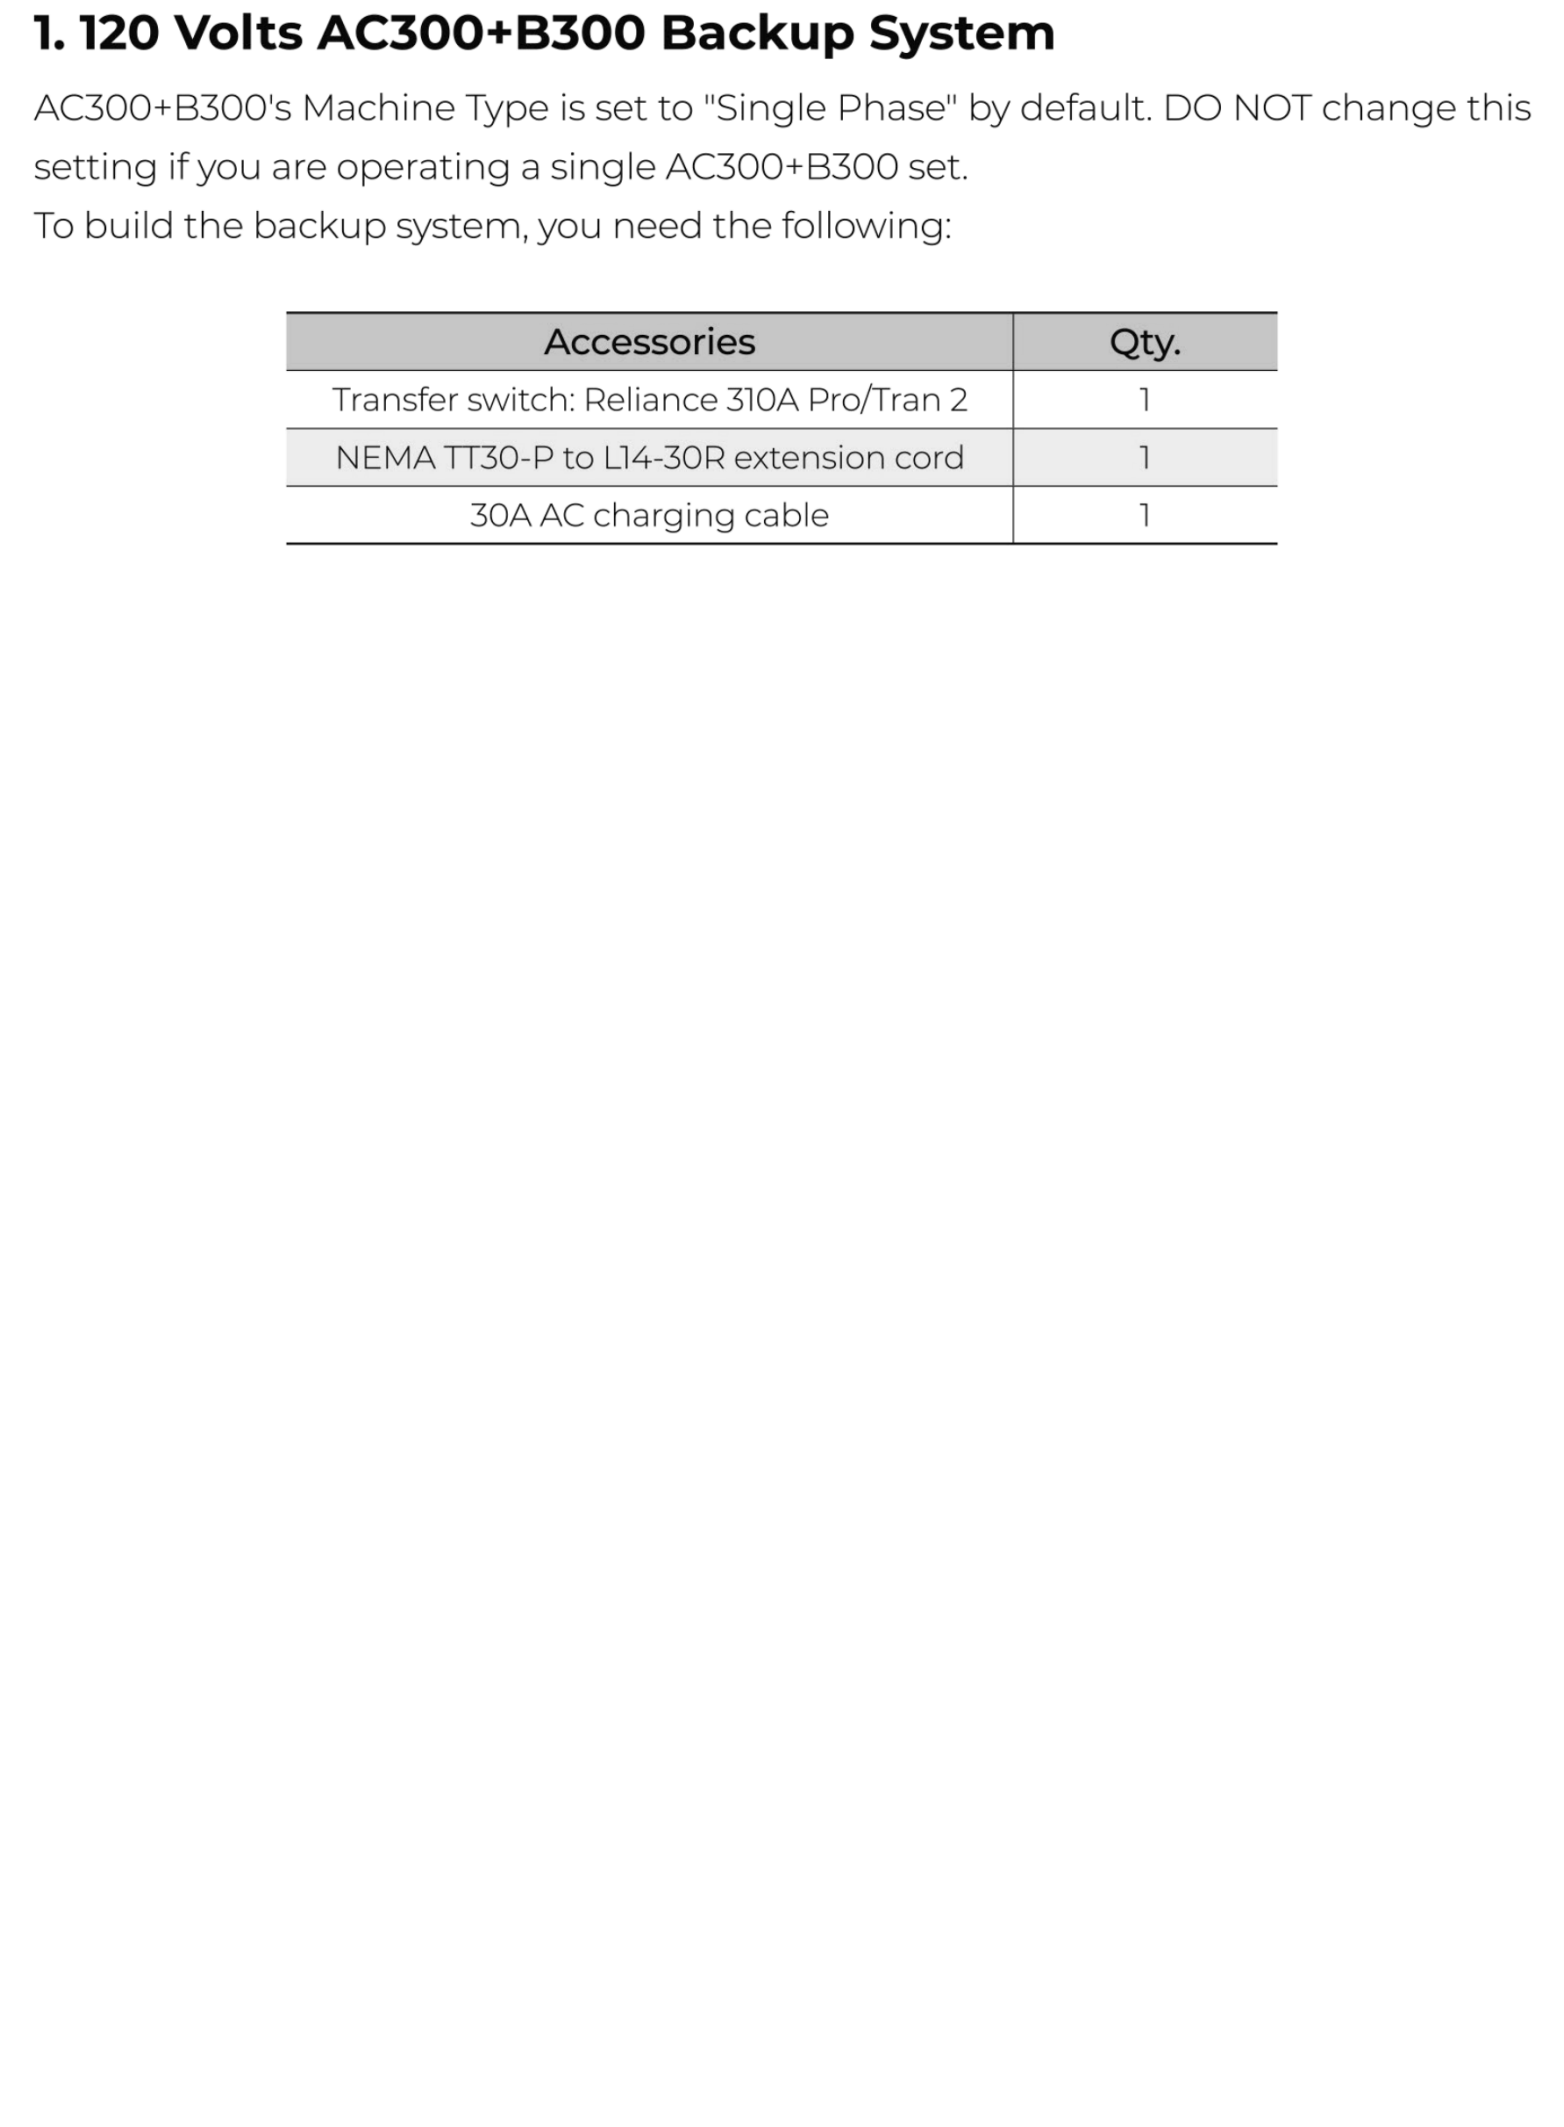 1. 120 Volts AC300+B300 Backup System
AC300+B300's Machine Type is set to "Single Phase" by default. DO NOT change this
setting if you are operating a single AC300+B300 set.
To build the backup system, you need the following:
Accessories Qty.
Transfer switch: Reliance 310A Pro/Tran 2 1
NEMA TT30-P to L14-30R extension cord 1
30A AC charging cable 1